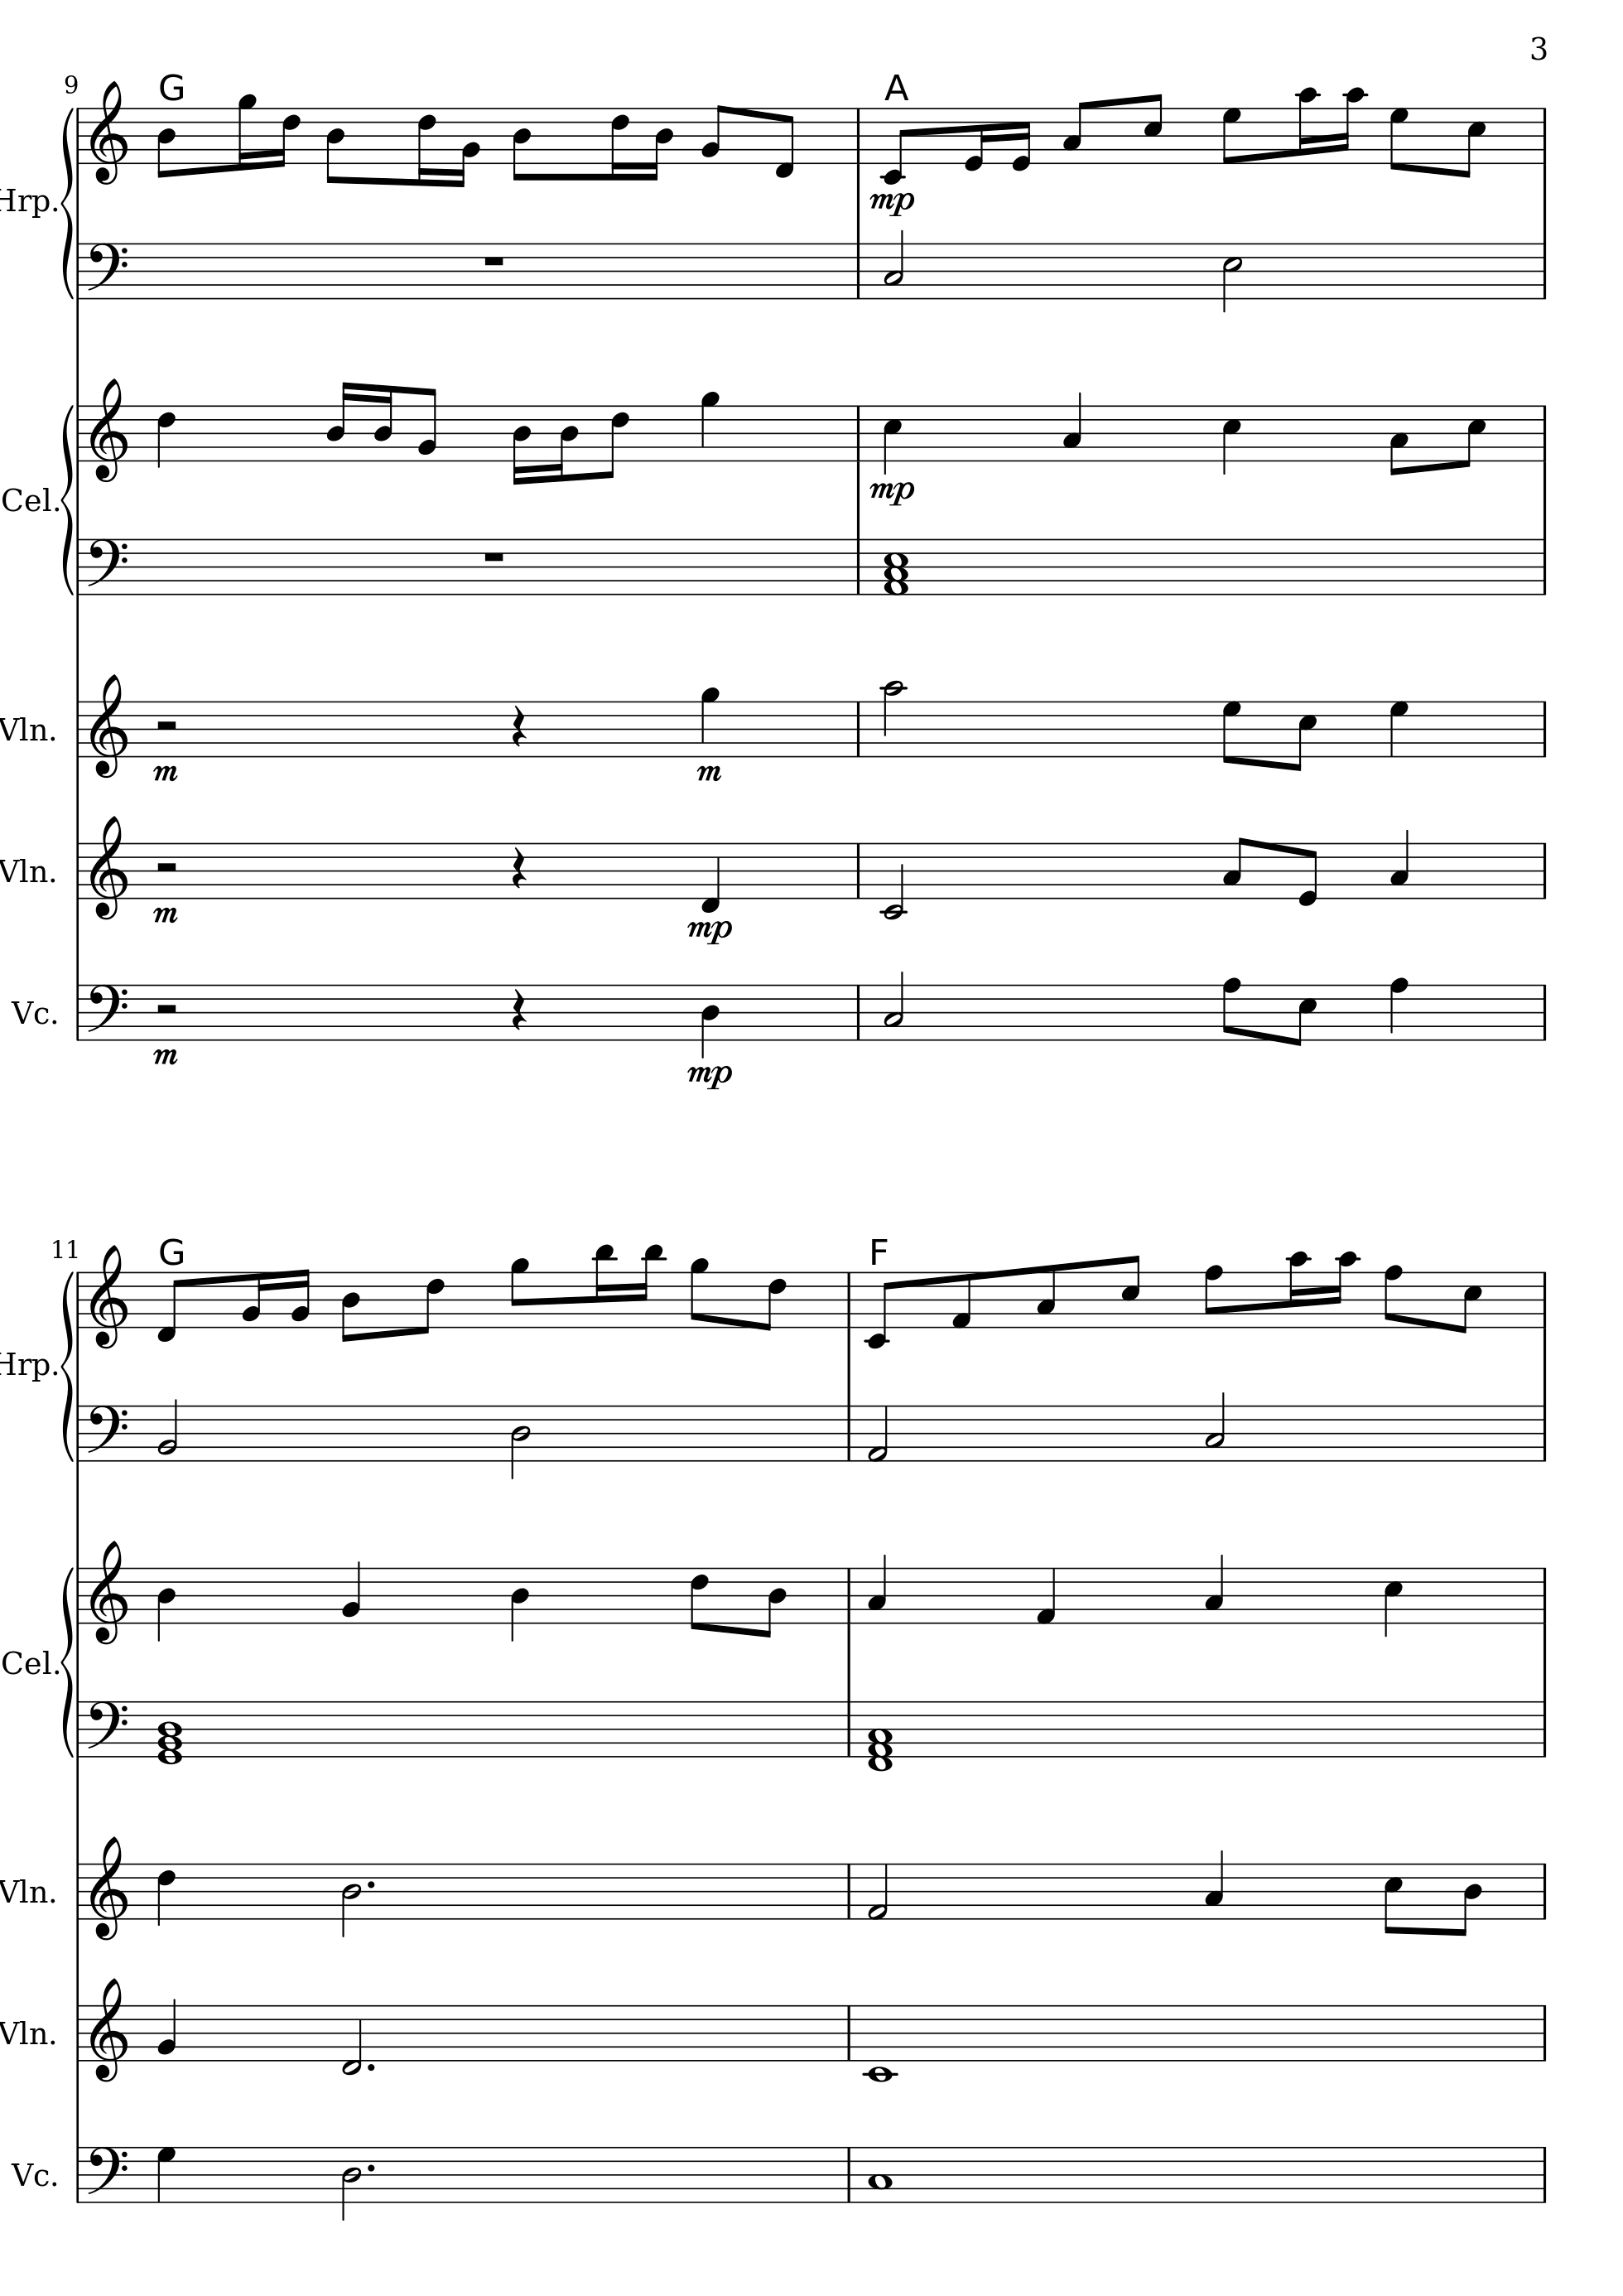 3
9
G A
Hrp.
mp
Cel.
mp
Vln.
m m
Vln.
m mp
Vc.
m mp
11
G F
Hrp.
Cel.
Vln.
Vln.
Vc.